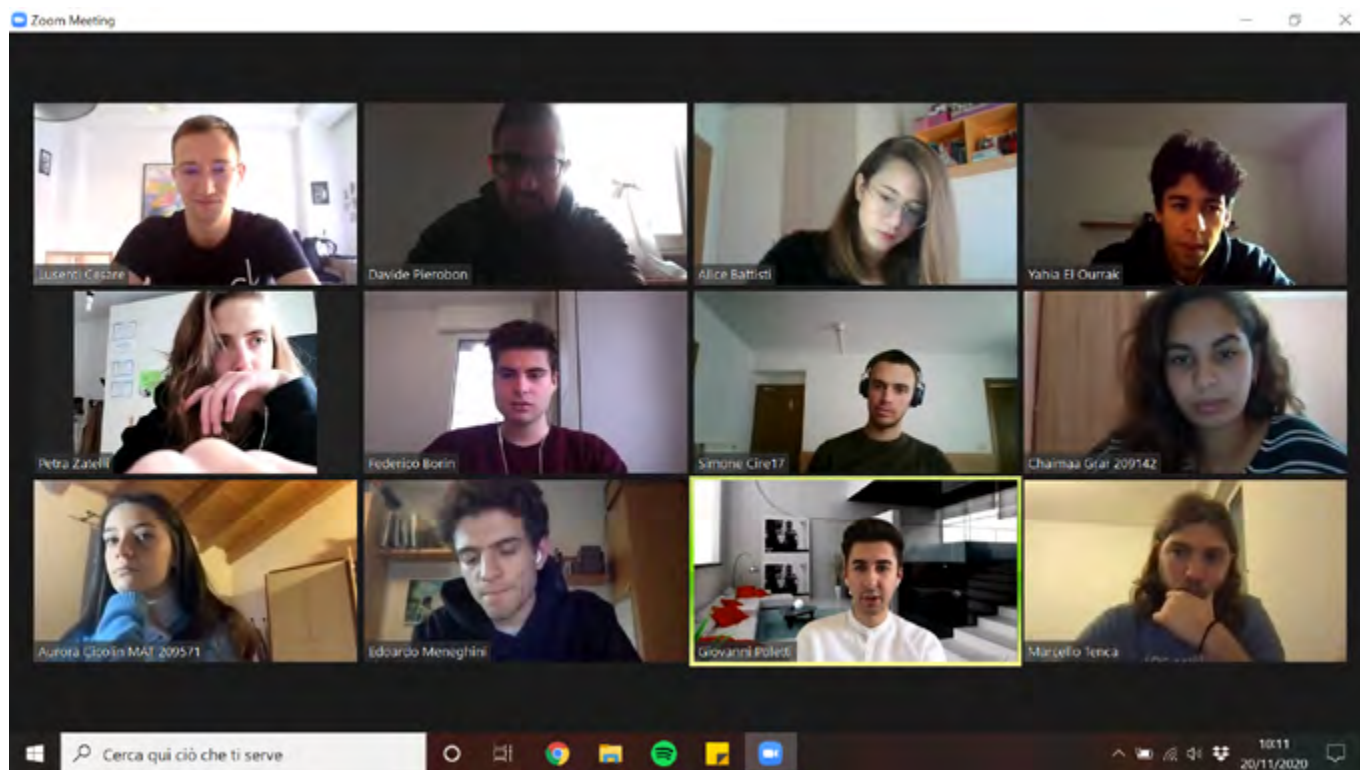 Zoom Meeting
Lusenti Cesare
Davide Pierobon
Alice Battisti
Yahia El Ourrak
Petra Zatelli
Federico Borin
Simone Cire17
Chaimaa Grar 209142
Aurora Cicolin MAT 209571
Edoardo Meneghini
Giovanni Poletti
Marcello Tenca
Cerca qui ciò che ti serve
10:11
20/11/2020